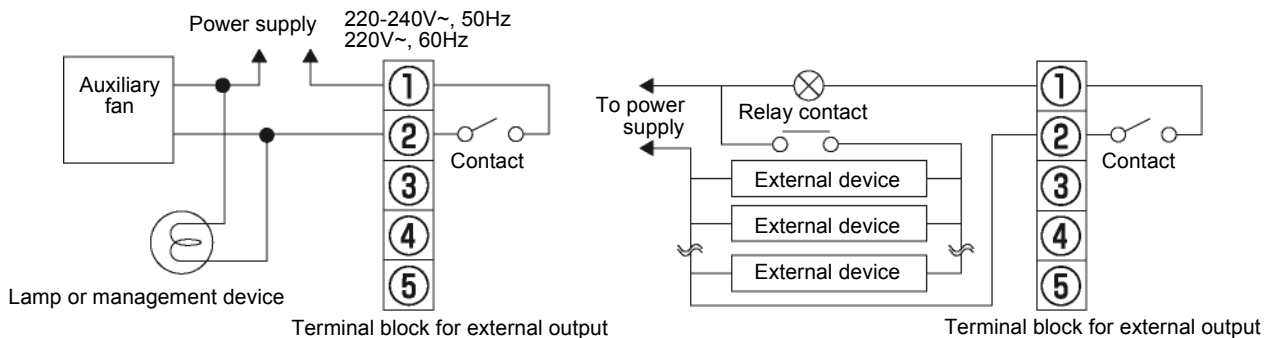 Power supply
220-240V~, 50Hz
220V~, 60Hz
Auxiliary
fan
1
2
3
4
5
Contact
Lamp or management device
Terminal block for external output
To power
supply
Relay contact
External device
External device
External device
1
2
3
4
5
Contact
Terminal block for external output